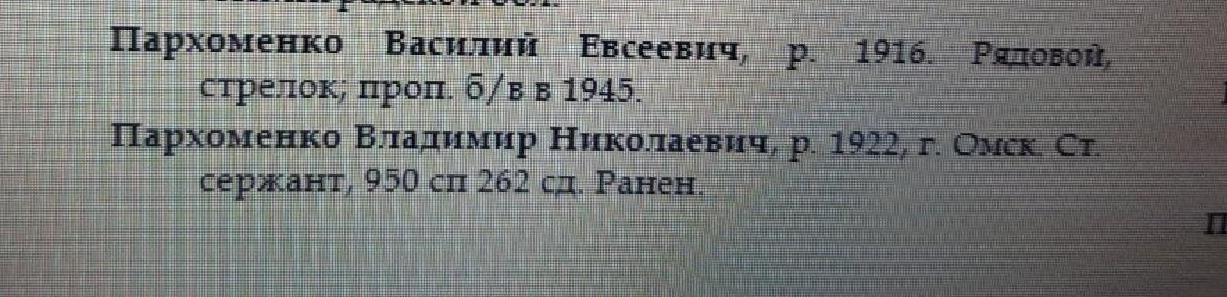 Пархоменко Василий Евсеевич, р. 1916. Рядовой,
стрелок; проп. б/в в 1945.
Пархоменко Владимир Николаевич, р. 1922, г. Омск. Ст.
сержант, 950 сп 262 сд. Ранен.